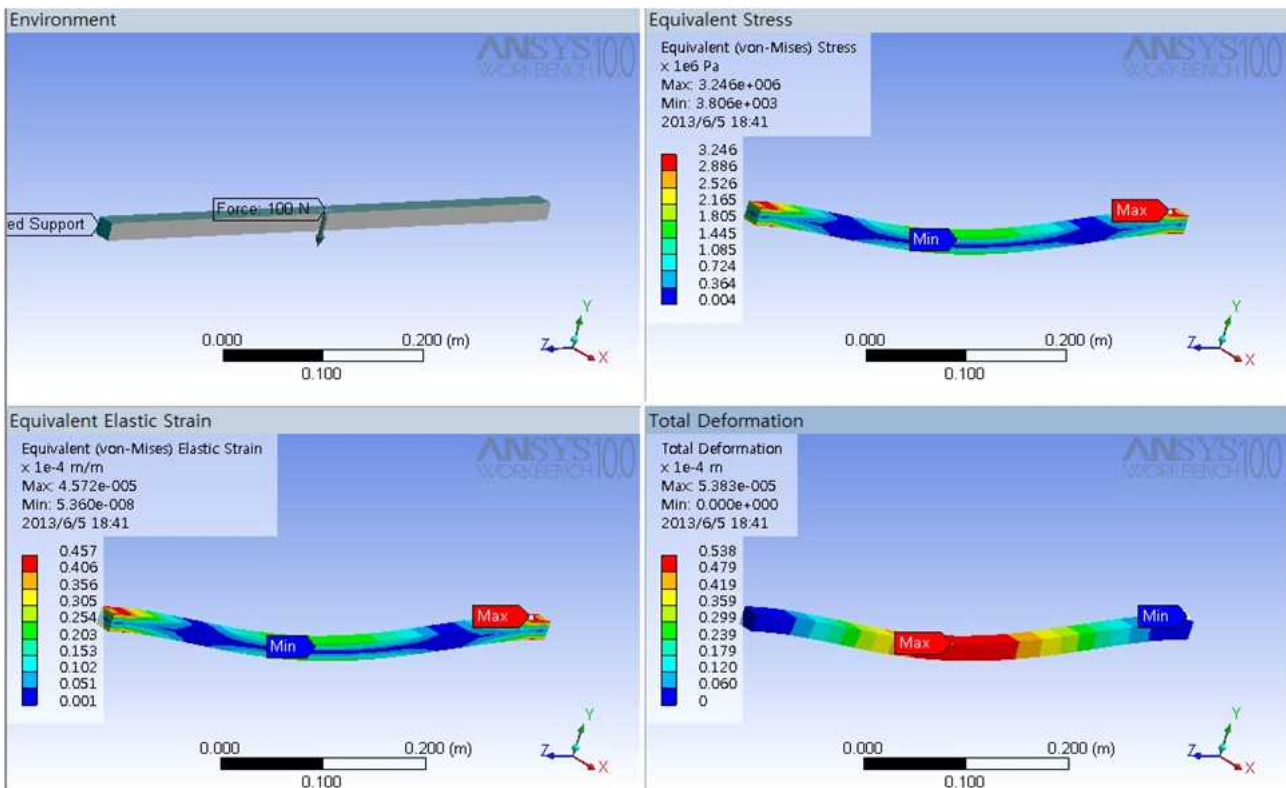 Environment
ANSYS 10.0
WORKBENCH
Force: 100 N
ed Support
0.000
0.200 (m)
0.100
Y
Z
X
Equivalent Stress
Equivalent (von-Mises) Stress
x 1e6 Pa
Max: 3.246e+006
Min: 3.806e+003
2013/6/5 18:41
ANSYS 10.0
WORKBENCH
3.246
2.886
2.526
2.165
1.805
1.445
1.085
0.724
0.364
0.004
Max
Min
0.000
0.200 (m)
0.100
Y
Z
X
Equivalent Elastic Strain
Equivalent (von-Mises) Elastic Strain
x 1e-4 m/m
Max: 4.572e-005
Min: 5.360e-008
2013/6/5 18:41
ANSYS 10.0
WORKBENCH
0.457
0.406
0.356
0.305
0.254
0.203
0.153
0.102
0.051
0.001
Max
Min
0.000
0.200 (m)
0.100
Y
Z
X
Total Deformation
Total Deformation
x 1e-4 m
Max: 5.383e-005
Min: 0.000e+000
2013/6/5 18:41
ANSYS 10.0
WORKBENCH
0.538
0.479
0.419
0.359
0.299
0.239
0.179
0.120
0.060
0
Min
Max
0.000
0.200 (m)
0.100
Y
Z
X